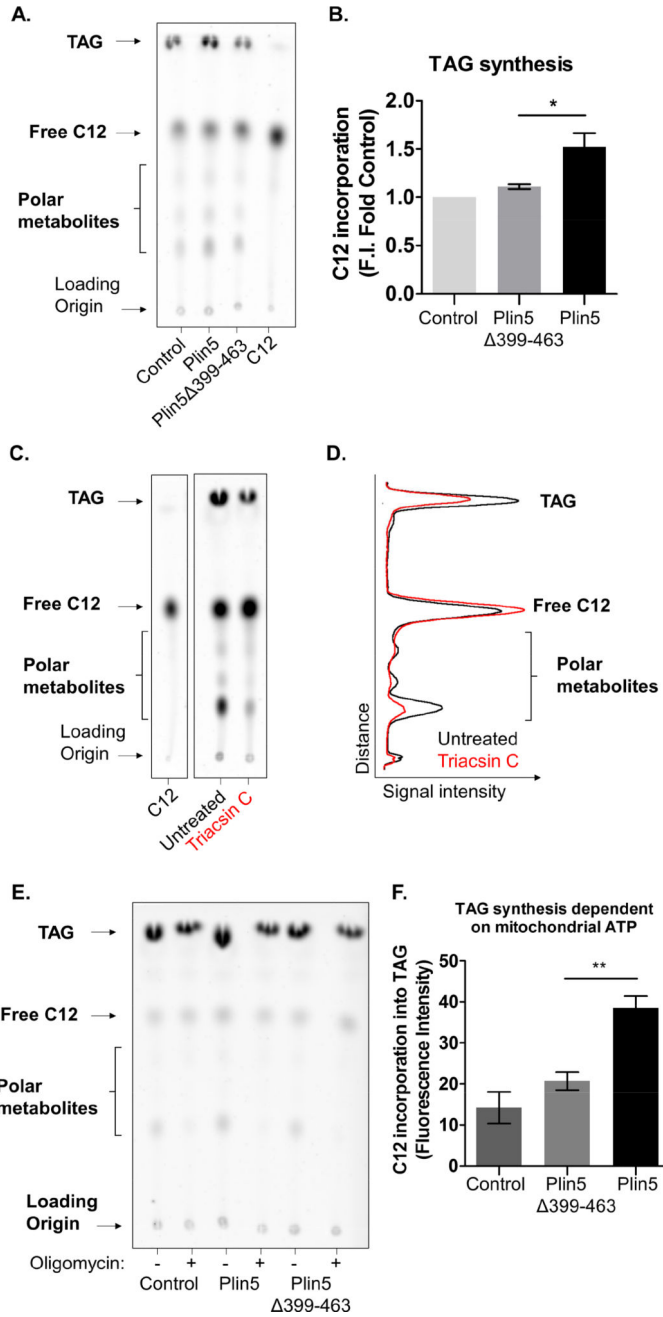 A.
TAG
Free C12
Polar
metabolites
Loading
Origin
Control
Plin5
Plin5Δ399-463
C12
B.
TAG synthesis
C12 incorporation
(F.I. Fold Control)
2.0
1.5
1.0
0.5
0.0
*
Control
Plin5
Δ399-463
Plin5
C.
TAG
Free C12
Polar
metabolites
Loading
Origin
C12
Untreated
Triacsin C
D.
TAG
Free C12
Polar
metabolites
Distance
Untreated
Triacsin C
Signal intensity
E.
TAG
Free C12
Polar
metabolites
Loading
Origin
Oligomycin: - + - + - +
Control Plin5 Plin5
Δ399-463
F.
TAG synthesis dependent
on mitochondrial ATP
C12 incorporation into TAG
(Fluorescence Intensity)
50
40
30
20
10
0
**
Control
Plin5
Δ399-463
Plin5